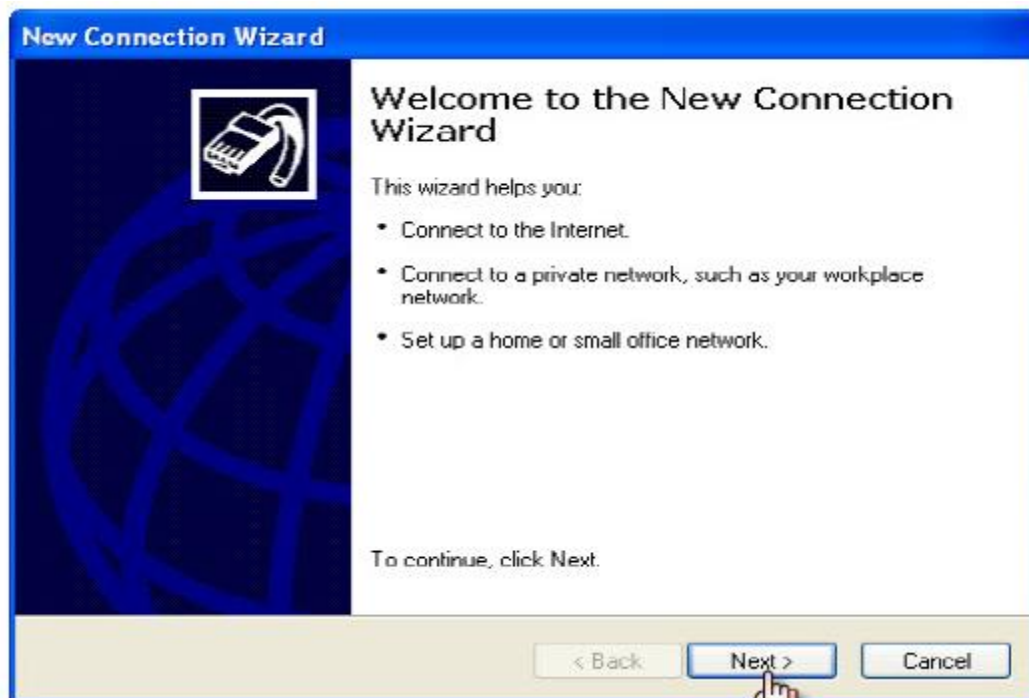 New Connection Wizard
Welcome to the New Connection
Wizard
This wizard helps you:
• Connect to the Internet.
• Connect to a private network, such as your workplace
network.
• Set up a home or small office network.
To continue, click Next.
< Back Next > Cancel